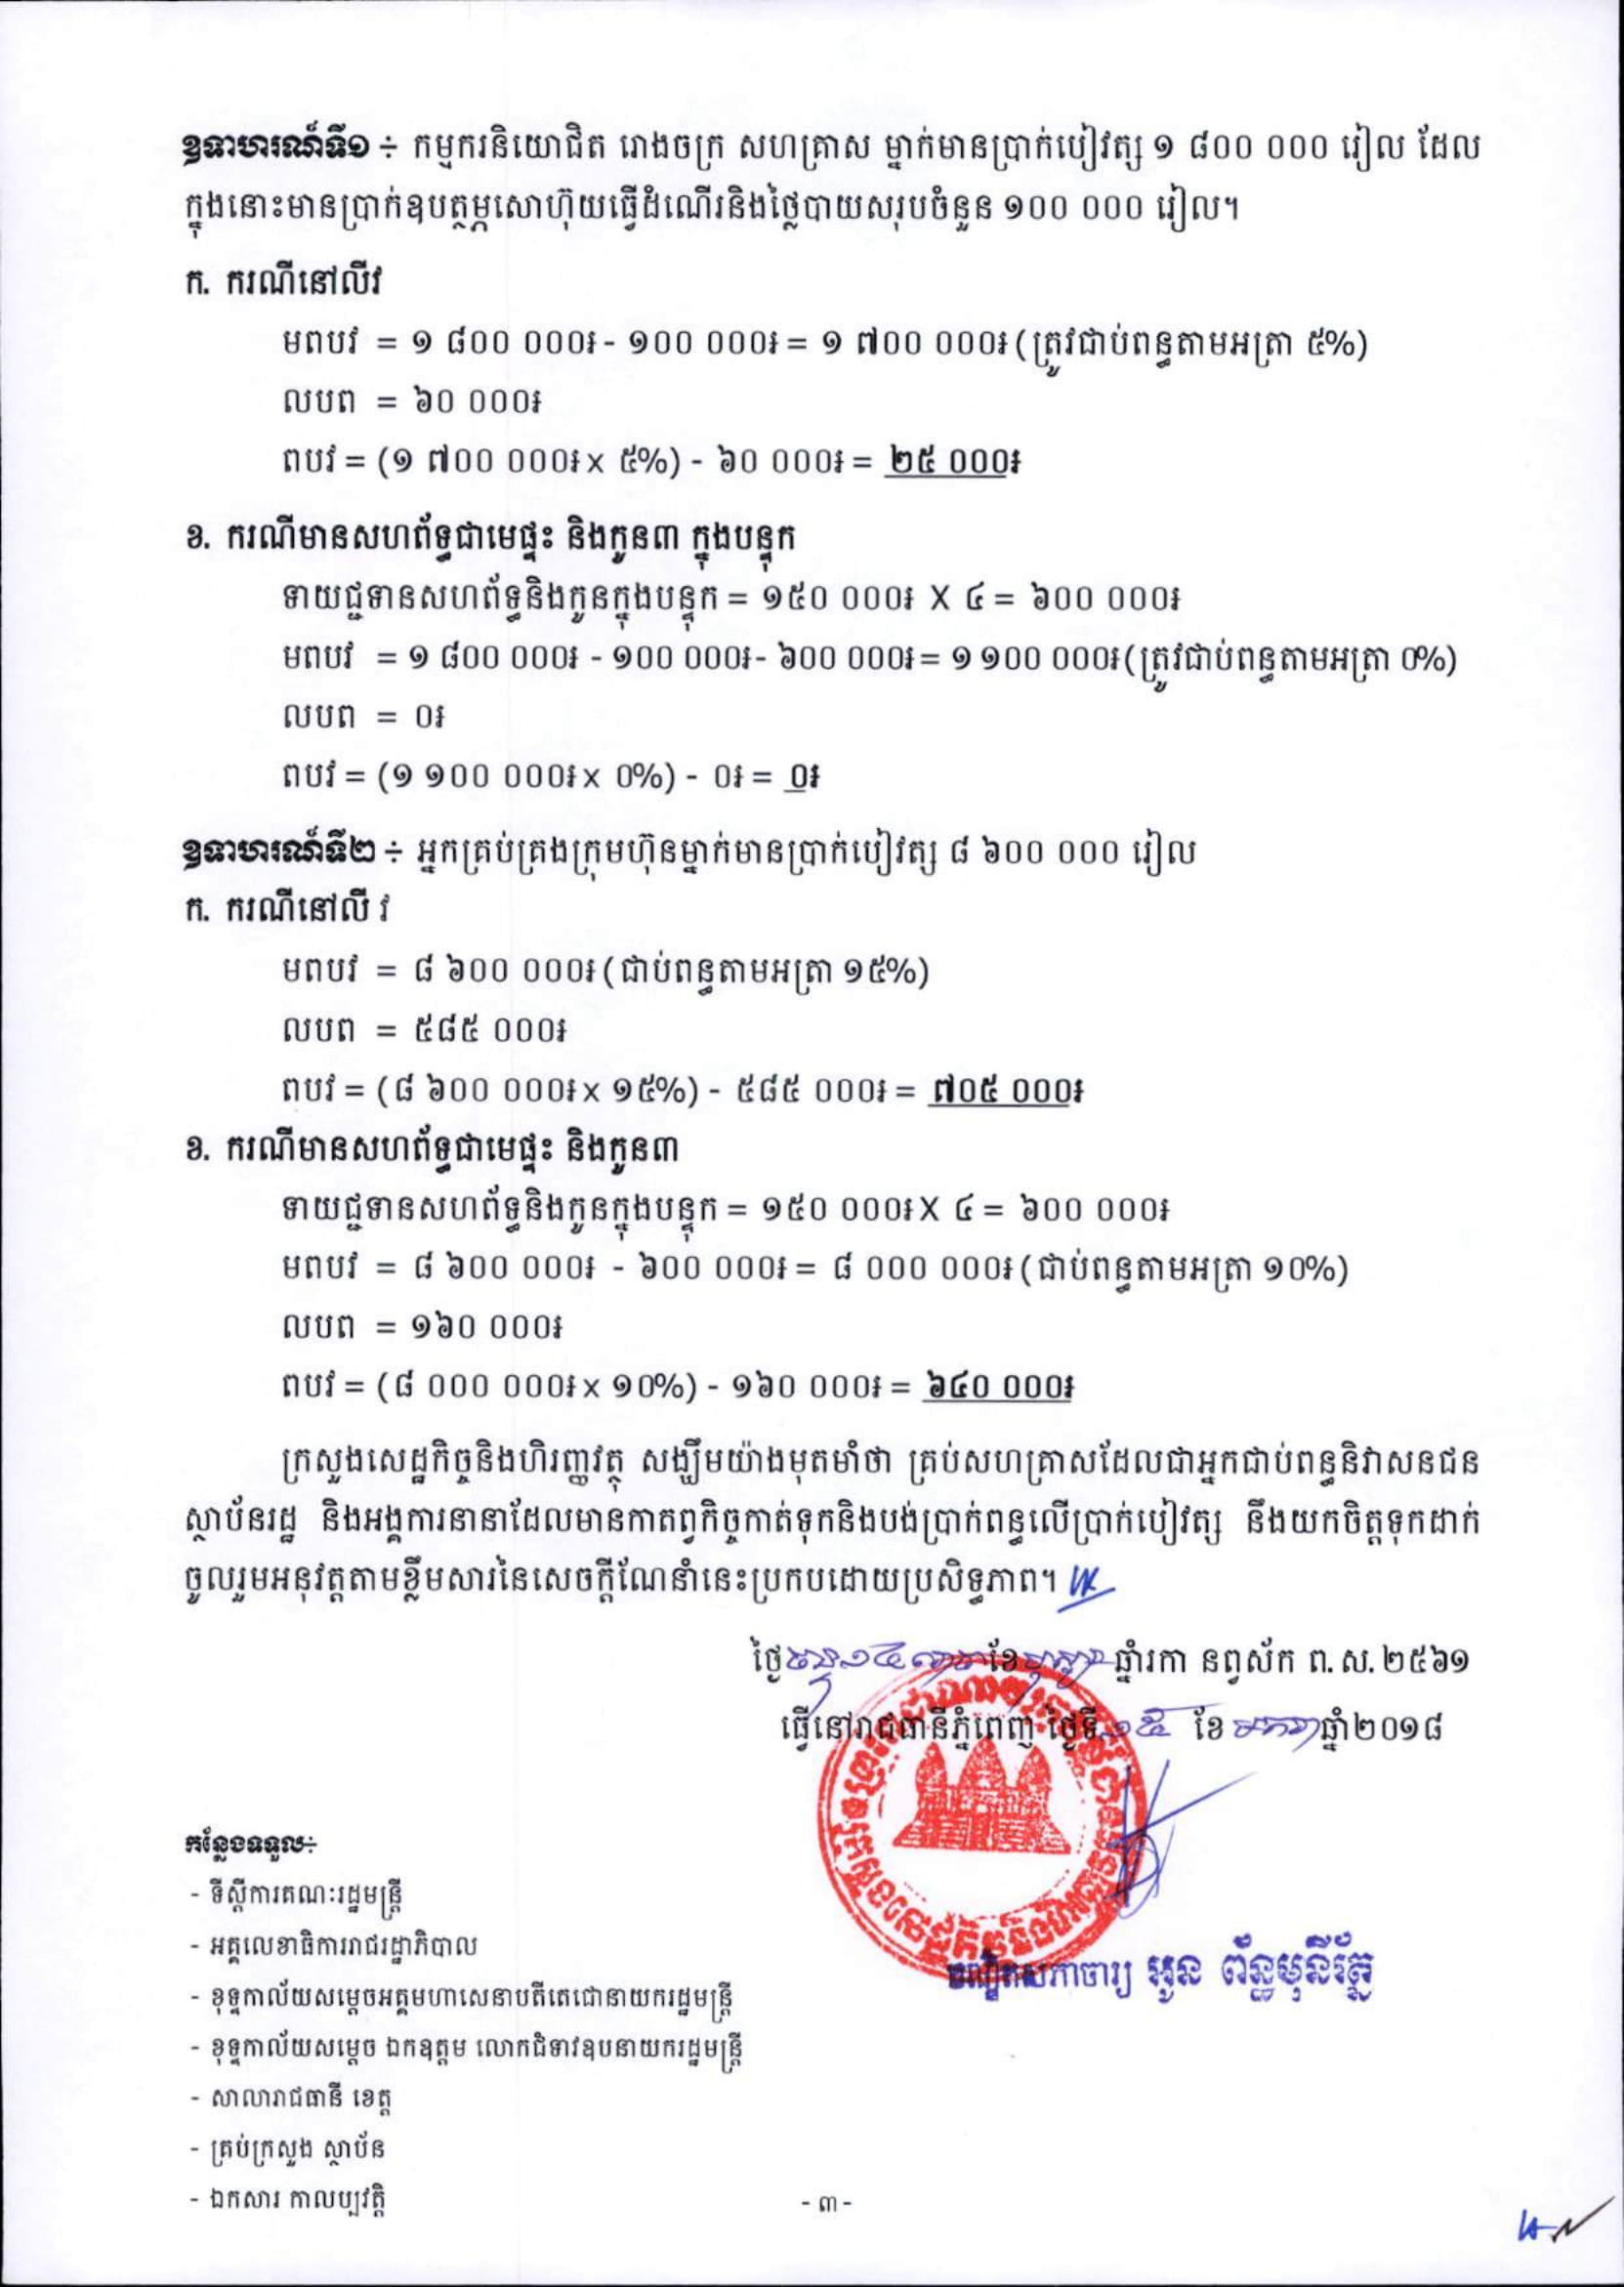 ឧទាហរណ៍ទី១ ÷ កម្មករនិយោជិត រោងចក្រ សហគ្រាស ម្នាក់មានប្រាក់បៀវត្ស ១ ៨០០ ០០០ រៀល ដែល
ក្នុងនោះមានប្រាក់ឧបត្ថម្ភសោហ៊ុយធ្វើដំណើរនិងថ្លៃបាយសរុបចំនួន ១០០ ០០០ រៀល។
ក. ករណីនៅលីវ
មពបវ = ១ ៨០០ ០០០៛ - ១០០ ០០០៛ = ១ ៧០០ ០០០៛ (ត្រូវជាប់ពន្ធតាមអត្រា ៥%)
លបព = ៦០ ០០០៛
ពបវ = (១ ៧០០ ០០០៛ x ៥%) - ៦០ ០០០៛ = ២៥ ០០០៛
ខ. ករណីមានសហព័ទ្ធជាមេផ្ទះ និងកូន៣ ក្នុងបន្ទុក
ទាយជ្ជទានសហព័ទ្ធនិងកូនក្នុងបន្ទុក = ១៥០ ០០០៛ X ៤ = ៦០០ ០០០៛
មពបវ = ១ ៨០០ ០០០៛ - ១០០ ០០០៛ - ៦០០ ០០០៛ = ១ ១០០ ០០០៛ (ត្រូវជាប់ពន្ធតាមអត្រា ០%)
លបព = ០៛
ពបវ = (១ ១០០ ០០០៛ x ០%) - ០៛ = ០៛
ឧទាហរណ៍ទី២ ÷ អ្នកគ្រប់គ្រងក្រុមហ៊ុនម្នាក់មានប្រាក់បៀវត្ស ៨ ៦០០ ០០០ រៀល
ក. ករណីនៅលីវ
មពបវ = ៨ ៦០០ ០០០៛ (ជាប់ពន្ធតាមអត្រា ១៥%)
លបព = ៥៨៥ ០០០៛
ពបវ = (៨ ៦០០ ០០០៛ x ១៥%) - ៥៨៥ ០០០៛ = ៧០៥ ០០០៛
ខ. ករណីមានសហព័ទ្ធជាមេផ្ទះ និងកូន៣
ទាយជ្ជទានសហព័ទ្ធនិងកូនក្នុងបន្ទុក = ១៥០ ០០០៛ X ៤ = ៦០០ ០០០៛
មពបវ = ៨ ៦០០ ០០០៛ - ៦០០ ០០០៛ = ៨ ០០០ ០០០៛ (ជាប់ពន្ធតាមអត្រា ១០%)
លបព = ១៦០ ០០០៛
ពបវ = (៨ ០០០ ០០០៛ x ១០%) - ១៦០ ០០០៛ = ៦៤០ ០០០៛
ក្រសួងសេដ្ឋកិច្ចនិងហិរញ្ញវត្ថុ សង្ឃឹមយ៉ាងមុតមាំថា គ្រប់សហគ្រាសដែលជាអ្នកជាប់ពន្ធនិវាសនជន
ស្ថាប័នរដ្ឋ និងអង្គការនានាដែលមានកាតព្វកិច្ចកាត់ទុកនិងបង់ប្រាក់ពន្ធលើប្រាក់បៀវត្ស នឹងយកចិត្តទុកដាក់
ចូលរួមអនុវត្តតាមខ្លឹមសារនៃសេចក្តីណែនាំនេះប្រកបដោយប្រសិទ្ធភាព។
ថ្ងៃ ខែ ឆ្នាំរកា នព្វស័ក ព.ស.២៥៦១
ធ្វើនៅរាជធានីភ្នំពេញ ថ្ងៃទី ១៥ ខែ មករា ឆ្នាំ២០១៨
បណ្ឌិតសភាចារ្យ អូន ព័ន្ធមុនីរ័ត្ន
កន្លែងទទួល÷
- ទីស្តីការគណៈរដ្ឋមន្ត្រី
- អគ្គលេខាធិការរាជរដ្ឋាភិបាល
- ខុទ្ទកាល័យសម្តេចអគ្គមហាសេនាបតីតេជោនាយករដ្ឋមន្ត្រី
- ខុទ្ទកាល័យសម្តេច ឯកឧត្តម លោកជំទាវឧបនាយករដ្ឋមន្ត្រី
- សាលារាជធានី ខេត្ត
- គ្រប់ក្រសួង ស្ថាប័ន
- ឯកសារ កាលប្បវត្តិ
- ៣ -